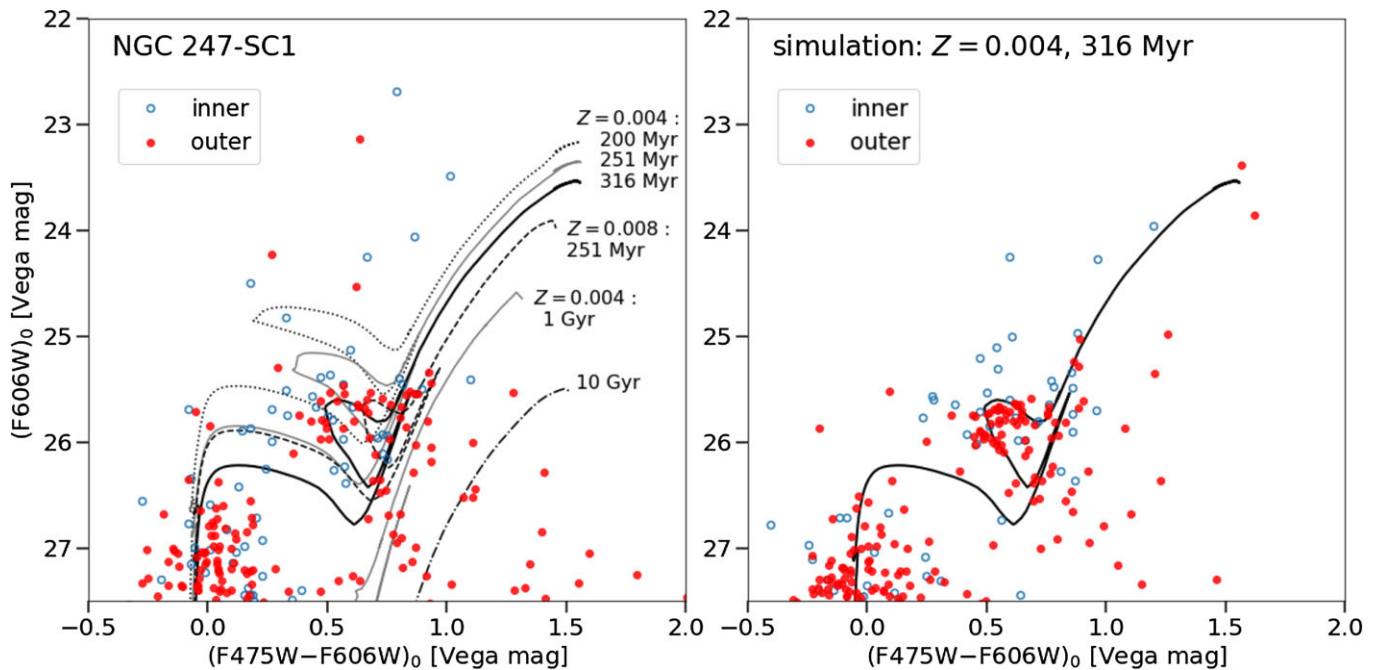 NGC 247-SC1
inner
outer
Z=0.004 :
200 Myr
251 Myr
316 Myr
Z=0.008 :
251 Myr
Z=0.004 :
1 Gyr
10 Gyr
22
23
24
25
26
27
(F606W)₀ [Vega mag]
−0.5 0.0 0.5 1.0 1.5 2.0
(F475W−F606W)₀ [Vega mag]
simulation: Z = 0.004, 316 Myr
inner
outer
22
23
24
25
26
27
(F606W)₀ [Vega mag]
−0.5 0.0 0.5 1.0 1.5 2.0
(F475W−F606W)₀ [Vega mag]